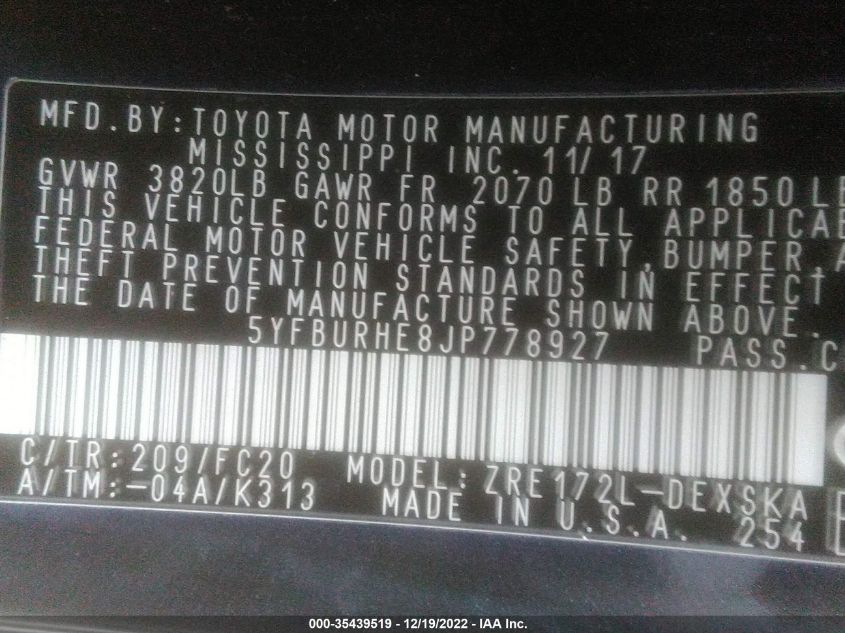 MFD.BY:TOYOTA MOTOR MANUFACTURING
MISSISSIPPI INC. 11/17
GVWR 3820LB GAWR FR 2070 LB RR 1850 LB
THIS VEHICLE CONFORMS TO ALL APPLICAB
FEDERAL MOTOR VEHICLE SAFETY,BUMPER,A
THEFT PREVENTION STANDARDS IN EFFECT
THE DATE OF MANUFACTURE SHOWN ABOVE.
5YFBURHE8JP778927 PASS.C
C/TR:209/FC20 MODEL:ZRE172L-DEXSKA
A/TM:-04A/K313 MADE IN U.S.A. 254
000-35439519 - 12/19/2022 - IAA Inc.